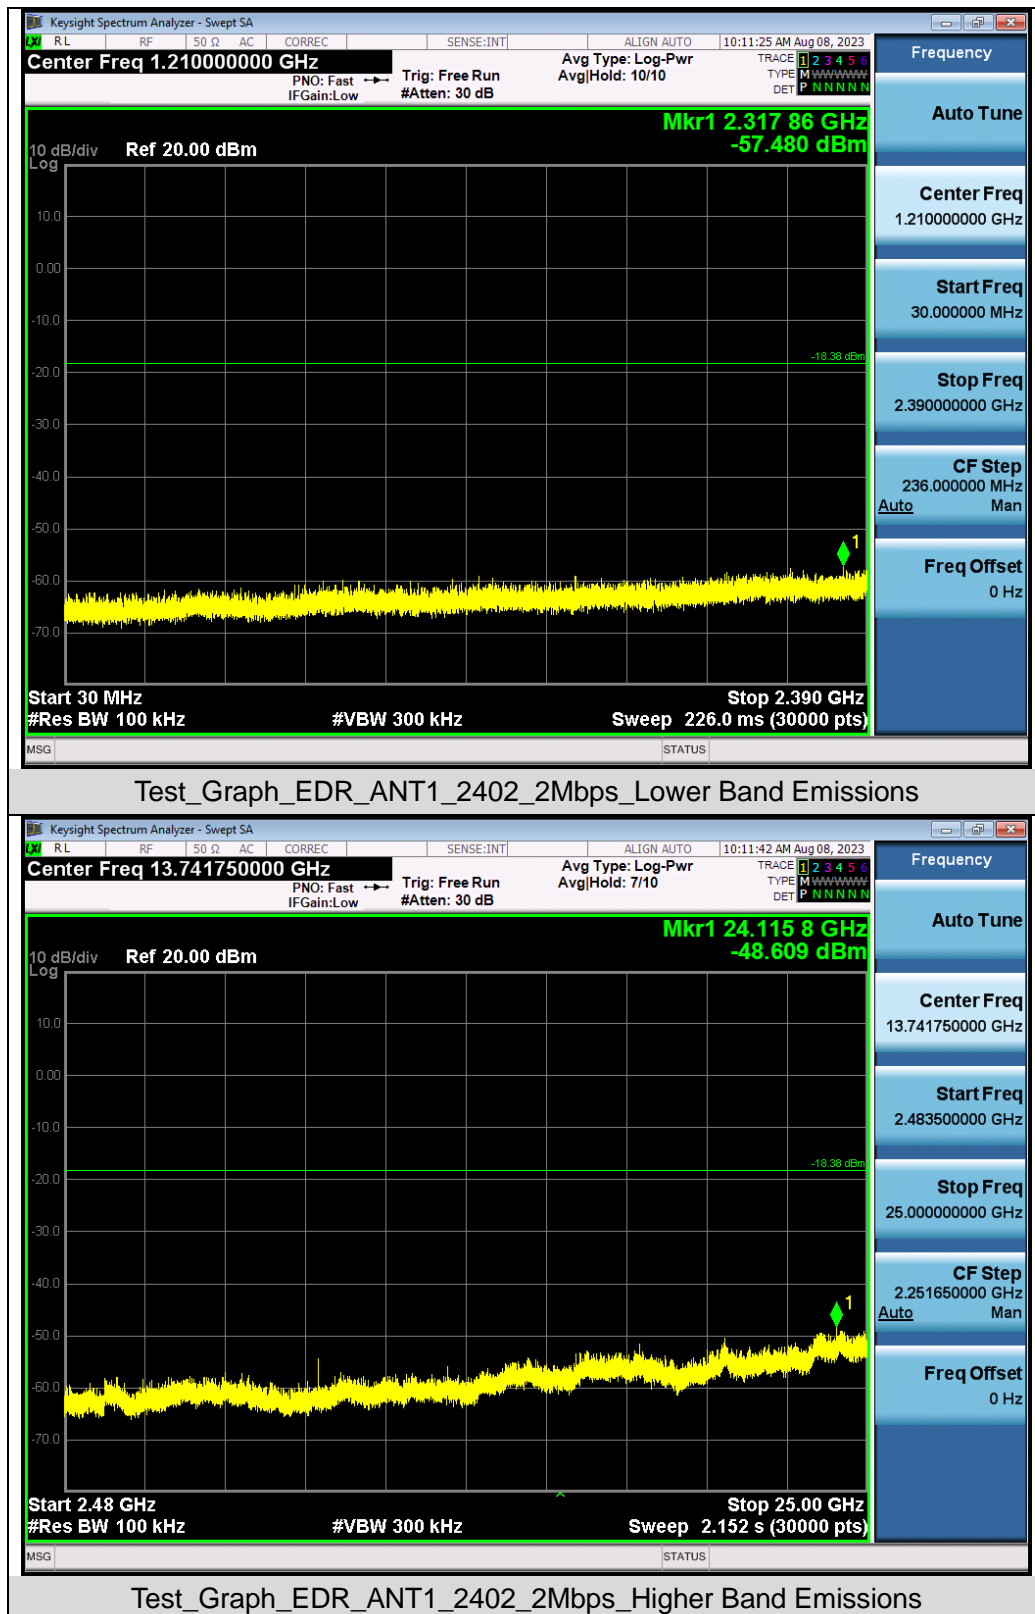 Keysight Spectrum Analyzer - Swept SA
LXI RL RF 50 Ω AC CORREC SENSE:INT ALIGN AUTO 10:11:25 AM Aug 08, 2023
Center Freq 1.210000000 GHz
PNO: Fast
IFGain:Low
Trig: Free Run
#Atten: 30 dB
Avg Type: Log-Pwr
Avg|Hold: 10/10
TRACE 1 2 3 4 5 6
TYPE M WWWWW
DET P N N N N N
Mkr1 2.317 86 GHz
-57.480 dBm
10 dB/div Ref 20.00 dBm
Log
10.0
0.00
-10.0
-18.38 dBm
-20.0
-30.0
-40.0
-50.0
1
-60.0
-70.0
Start 30 MHz Stop 2.390 GHz
#Res BW 100 kHz #VBW 300 kHz Sweep 226.0 ms (30000 pts)
MSG STATUS
Frequency
Auto Tune
Center Freq
1.210000000 GHz
Start Freq
30.000000 MHz
Stop Freq
2.390000000 GHz
CF Step
236.000000 MHz
Auto Man
Freq Offset
0 Hz
Test_Graph_EDR_ANT1_2402_2Mbps_Lower Band Emissions
Keysight Spectrum Analyzer - Swept SA
LXI RL RF 50 Ω AC CORREC SENSE:INT ALIGN AUTO 10:11:42 AM Aug 08, 2023
Center Freq 13.741750000 GHz
PNO: Fast
IFGain:Low
Trig: Free Run
#Atten: 30 dB
Avg Type: Log-Pwr
Avg|Hold: 7/10
TRACE 1 2 3 4 5 6
TYPE M WWWWW
DET P N N N N N
Mkr1 24.115 8 GHz
-48.609 dBm
10 dB/div Ref 20.00 dBm
Log
10.0
0.00
-10.0
-18.38 dBm
-20.0
-30.0
-40.0
1
-50.0
-60.0
-70.0
Start 2.48 GHz Stop 25.00 GHz
#Res BW 100 kHz #VBW 300 kHz Sweep 2.152 s (30000 pts)
MSG STATUS
Frequency
Auto Tune
Center Freq
13.741750000 GHz
Start Freq
2.483500000 GHz
Stop Freq
25.000000000 GHz
CF Step
2.251650000 GHz
Auto Man
Freq Offset
0 Hz
Test_Graph_EDR_ANT1_2402_2Mbps_Higher Band Emissions